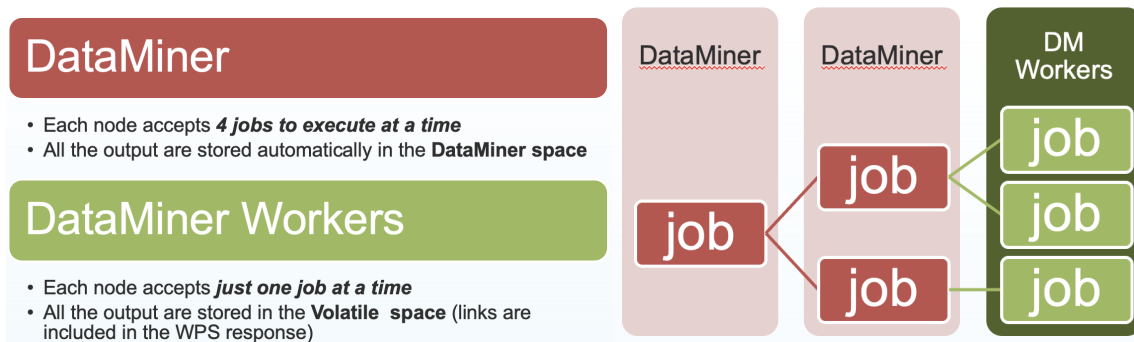 DataMiner
• Each node accepts 4 jobs to execute at a time
• All the output are stored automatically in the DataMiner space
DataMiner Workers
• Each node accepts just one job at a time
• All the output are stored in the Volatile space (links are
included in the WPS response)
DataMiner
job
DataMiner
job
job
DM
Workers
job
job
job